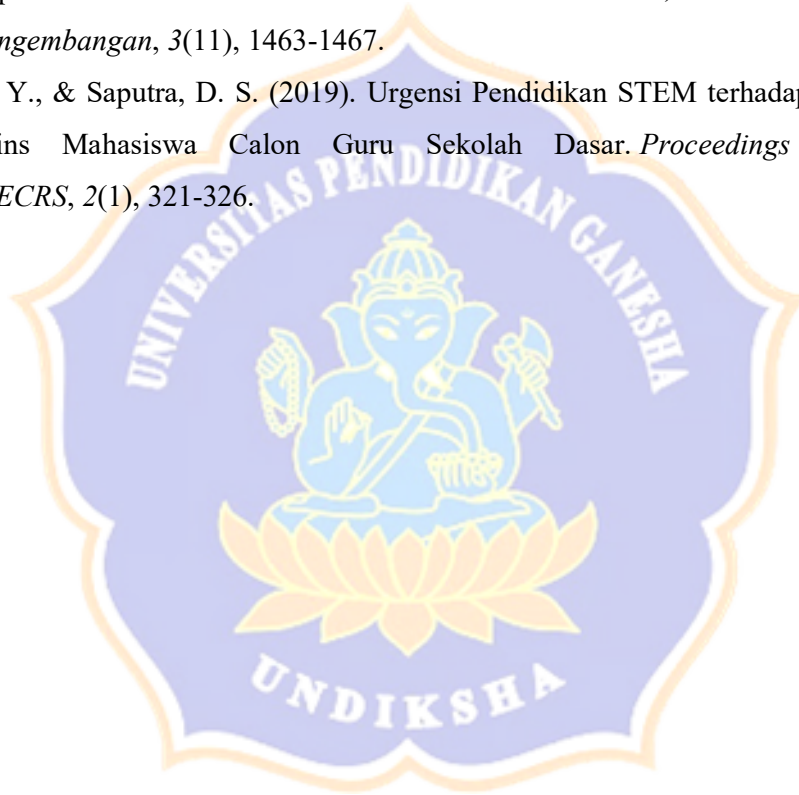 ngembangan, 3(11), 1463-1467.
Y., & Saputra, D. S. (2019). Urgensi Pendidikan STEM terhadap
ins Mahasiswa Calon Guru Sekolah Dasar. Proceedings
ECRS, 2(1), 321-326.
UNIVERSITAS PENDIDIKAN GANESHA
UNDIKSHA